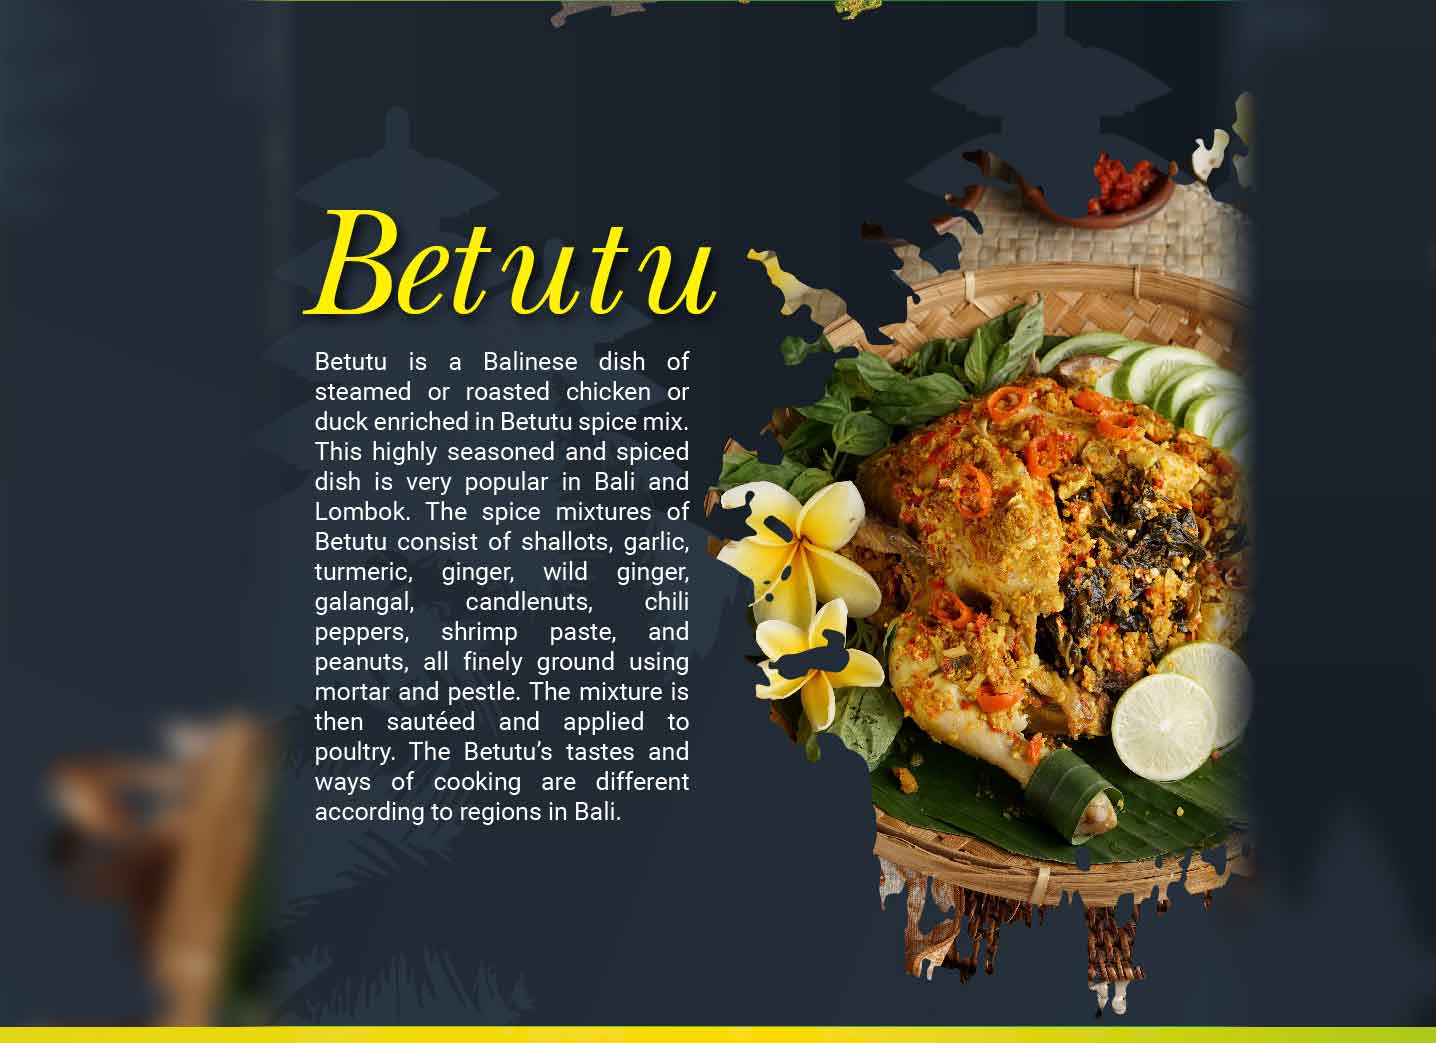 Betutu
Betutu is a Balinese dish of
steamed or roasted chicken or
duck enriched in Betutu spice mix.
This highly seasoned and spiced
dish is very popular in Bali and
Lombok. The spice mixtures of
Betutu consist of shallots, garlic,
turmeric, ginger, wild ginger,
galangal, candlenuts, chili
peppers, shrimp paste, and
peanuts, all finely ground using
mortar and pestle. The mixture is
then sautéed and applied to
poultry. The Betutu’s tastes and
ways of cooking are different
according to regions in Bali.